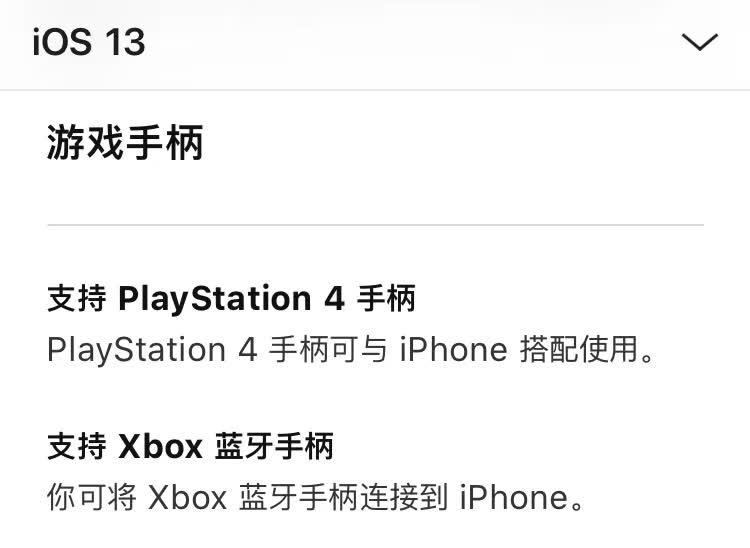 iOS 13
游戏手柄
支持 PlayStation 4 手柄
PlayStation 4 手柄可与 iPhone 搭配使用。
支持 Xbox 蓝牙手柄
你可将 Xbox 蓝牙手柄连接到 iPhone。